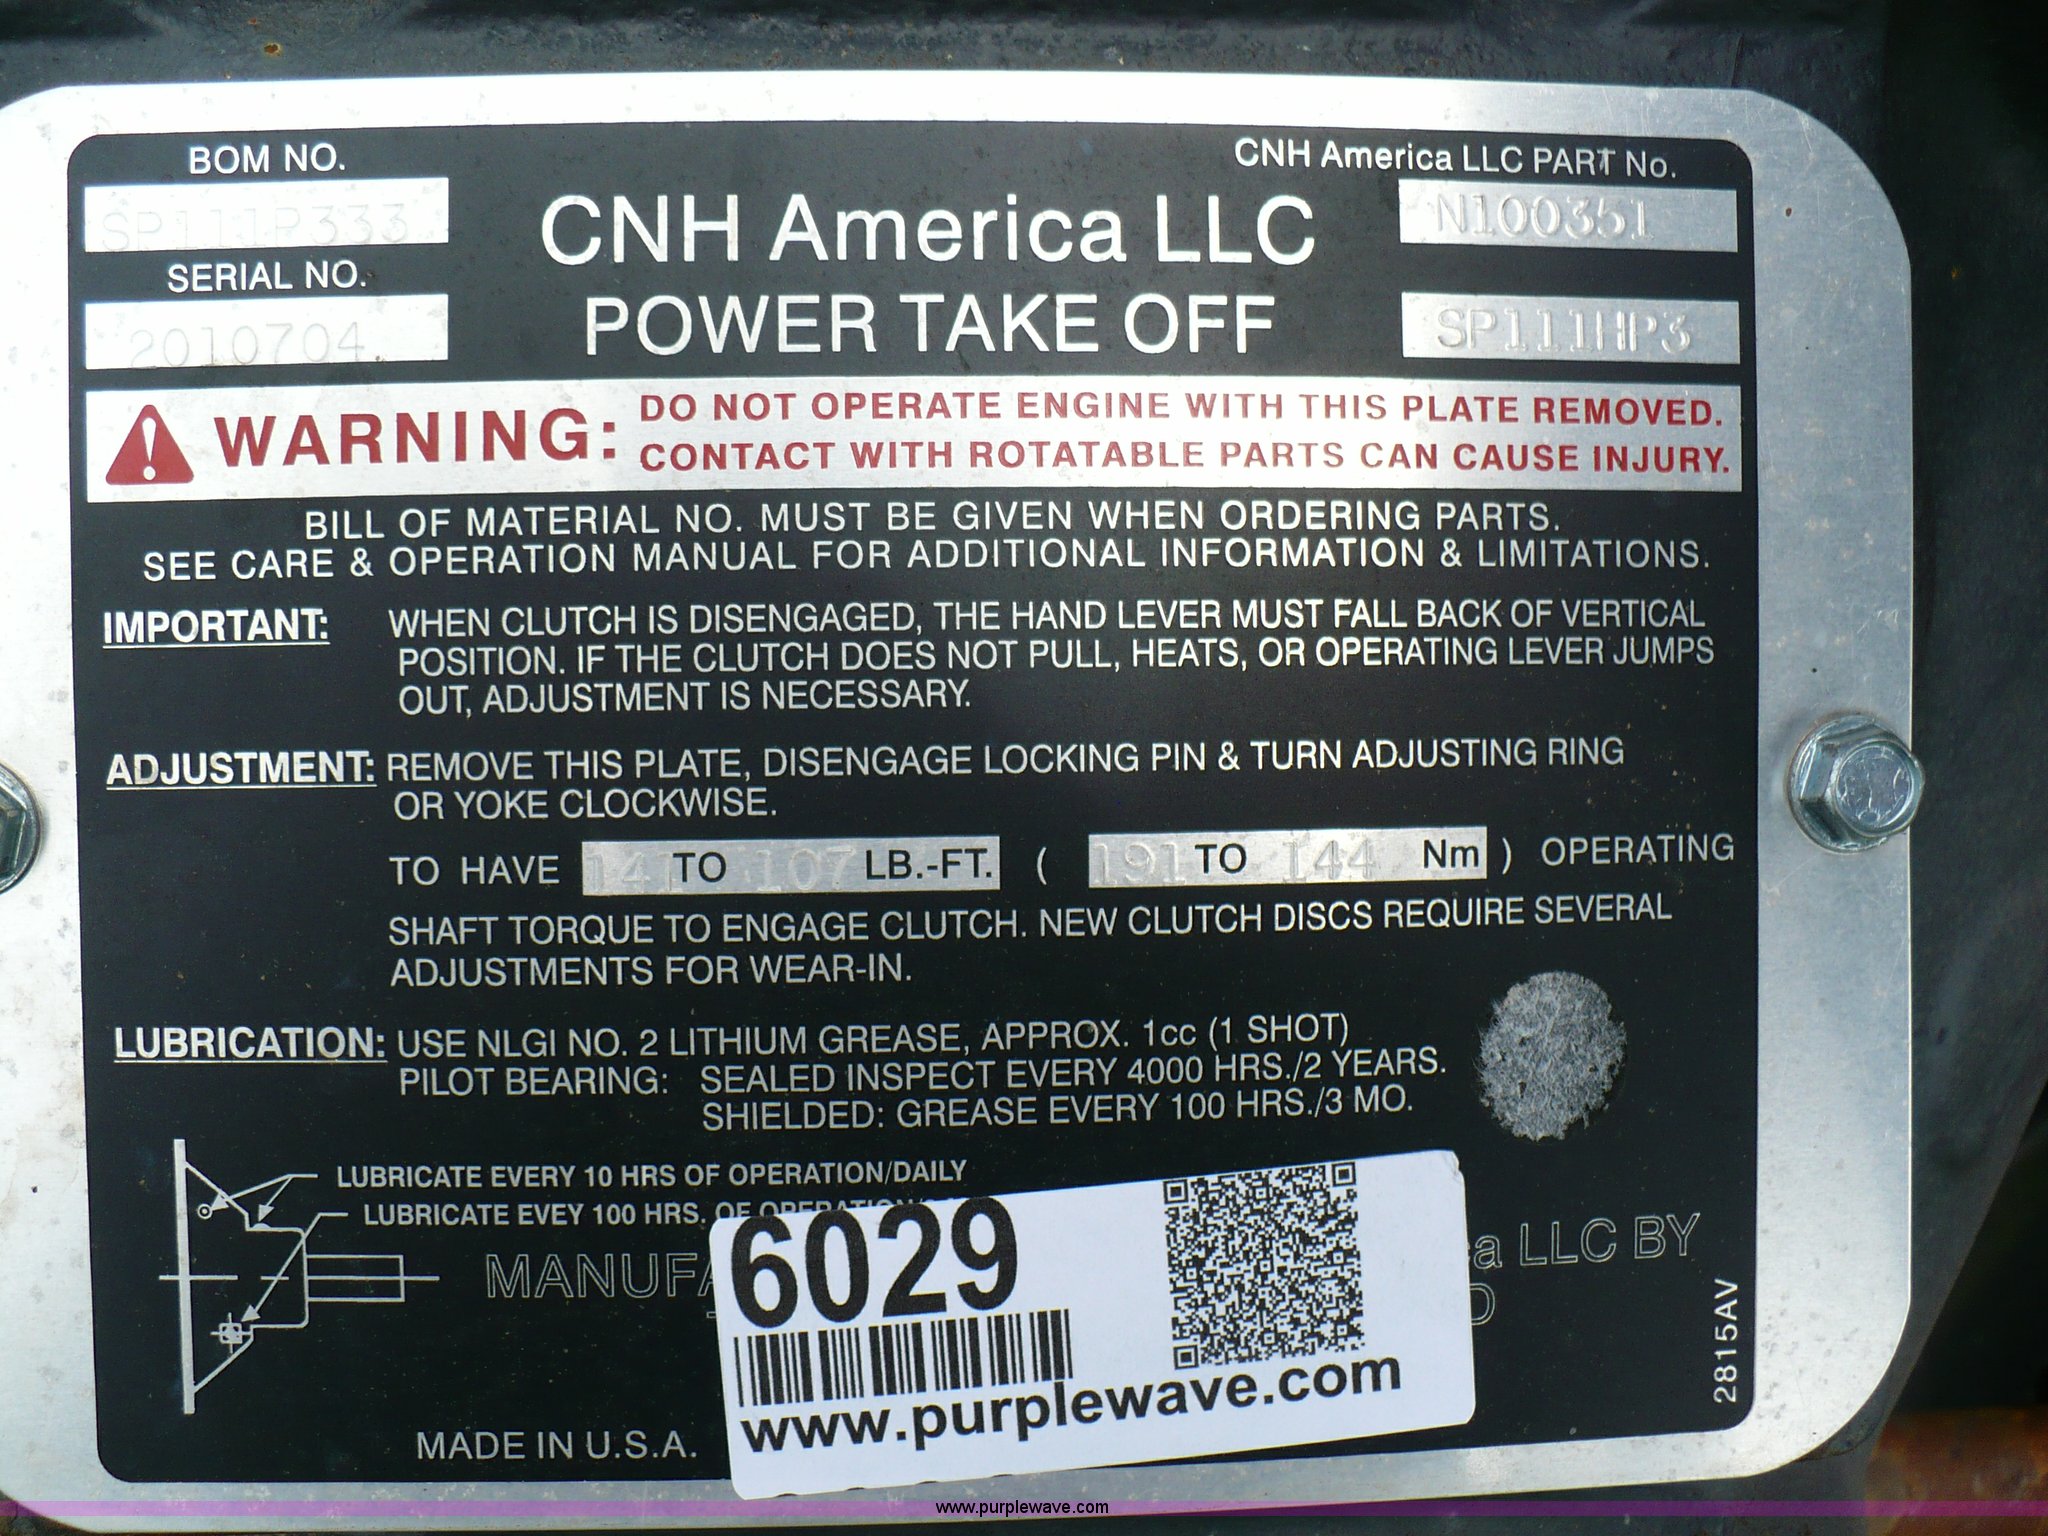 BOM NO.
SP111P333
SERIAL NO.
2010704
CNH America LLC
POWER TAKE OFF
CNH America LLC PART No.
N100351
SP111HP3
WARNING: DO NOT OPERATE ENGINE WITH THIS PLATE REMOVED.
CONTACT WITH ROTATABLE PARTS CAN CAUSE INJURY.
BILL OF MATERIAL NO. MUST BE GIVEN WHEN ORDERING PARTS.
SEE CARE & OPERATION MANUAL FOR ADDITIONAL INFORMATION & LIMITATIONS.
IMPORTANT: WHEN CLUTCH IS DISENGAGED, THE HAND LEVER MUST FALL BACK OF VERTICAL
POSITION. IF THE CLUTCH DOES NOT PULL, HEATS, OR OPERATING LEVER JUMPS
OUT, ADJUSTMENT IS NECESSARY.
ADJUSTMENT: REMOVE THIS PLATE, DISENGAGE LOCKING PIN & TURN ADJUSTING RING
OR YOKE CLOCKWISE.
TO HAVE 141 TO 107 LB.-FT. ( 191 TO 144 Nm ) OPERATING
SHAFT TORQUE TO ENGAGE CLUTCH. NEW CLUTCH DISCS REQUIRE SEVERAL
ADJUSTMENTS FOR WEAR-IN.
LUBRICATION: USE NLGI NO. 2 LITHIUM GREASE, APPROX. 1cc (1 SHOT)
PILOT BEARING: SEALED INSPECT EVERY 4000 HRS./2 YEARS.
SHIELDED: GREASE EVERY 100 HRS./3 MO.
LUBRICATE EVERY 10 HRS OF OPERATION/DAILY
LUBRICATE EVEY 100 HRS. OF OPERATION/
MANUFA
a LLC BY
D
6029
www.purplewave.com
MADE IN U.S.A.
2815AV
www.purplewave.com